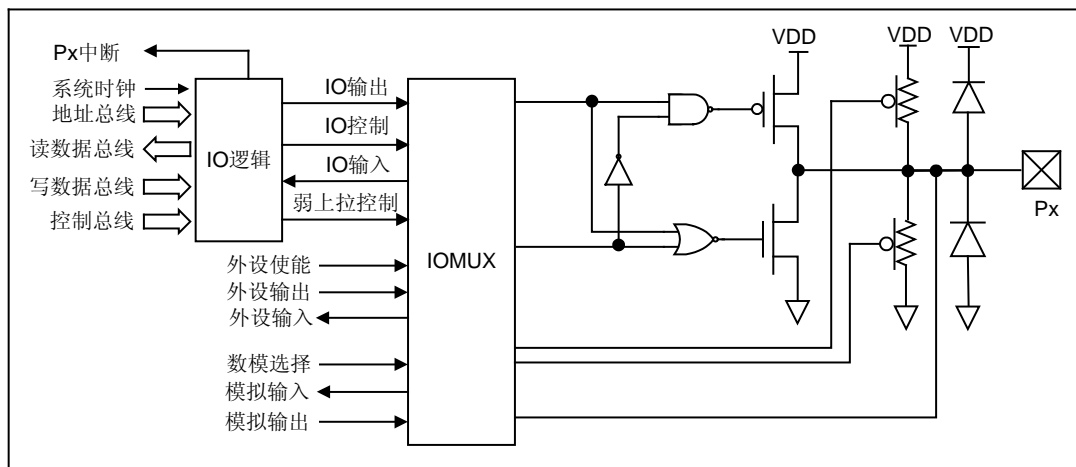 Px中断
系统时钟
地址总线
读数据总线
写数据总线
控制总线
IO逻辑
IO输出
IO控制
IO输入
弱上拉控制
外设使能
外设输出
外设输入
数模选择
模拟输入
模拟输出
IOMUX
VDD
VDD
VDD
Px